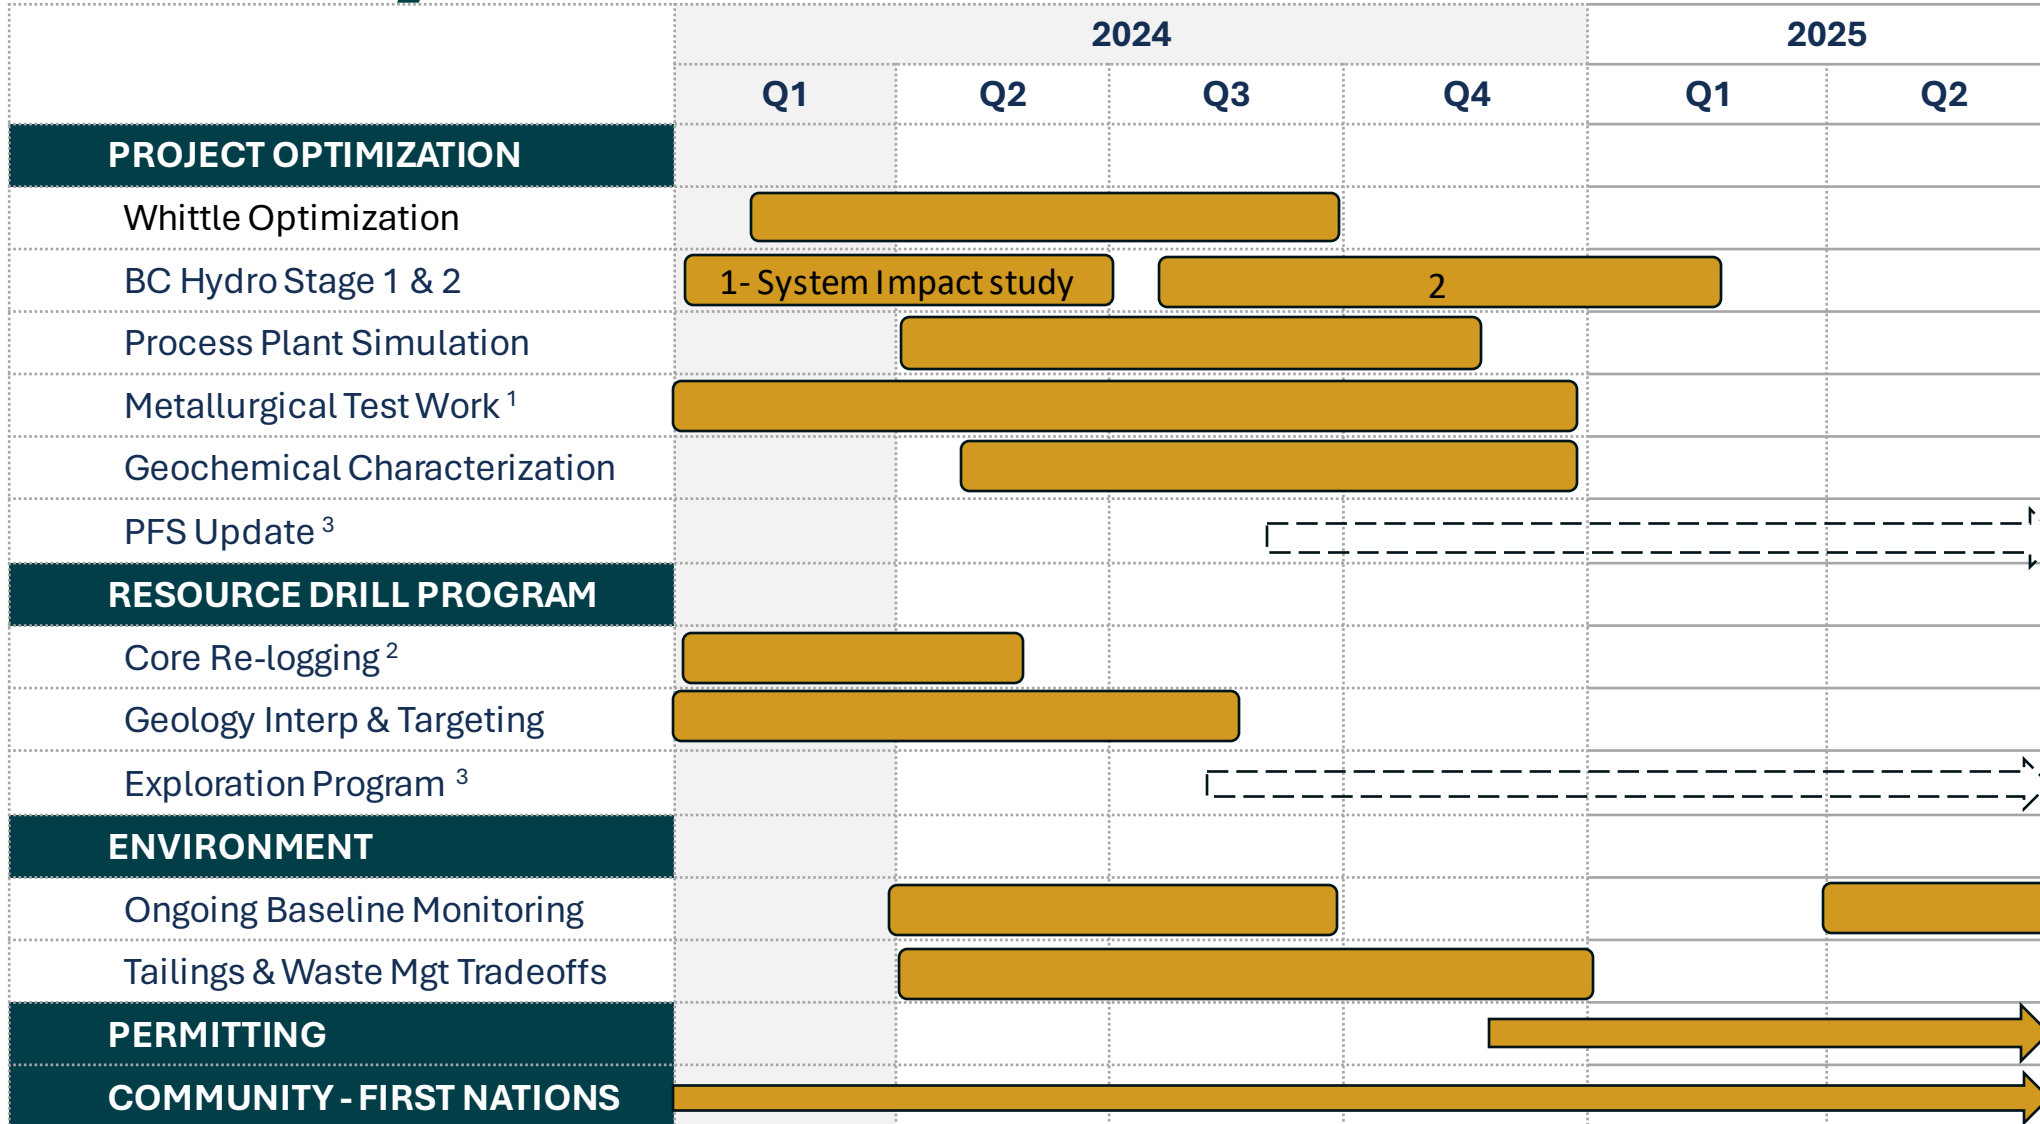 2024 2025
Q1 Q2 Q3 Q4 Q1 Q2
PROJECT OPTIMIZATION
Whittle Optimization
BC Hydro Stage 1 & 2 1- System Impact study 2
Process Plant Simulation
Metallurgical Test Work 1
Geochemical Characterization
PFS Update 3
RESOURCE DRILL PROGRAM
Core Re-logging 2
Geology Interp & Targeting
Exploration Program 3
ENVIRONMENT
Ongoing Baseline Monitoring
Tailings & Waste Mgt Tradeoffs
PERMITTING
COMMUNITY - FIRST NATIONS